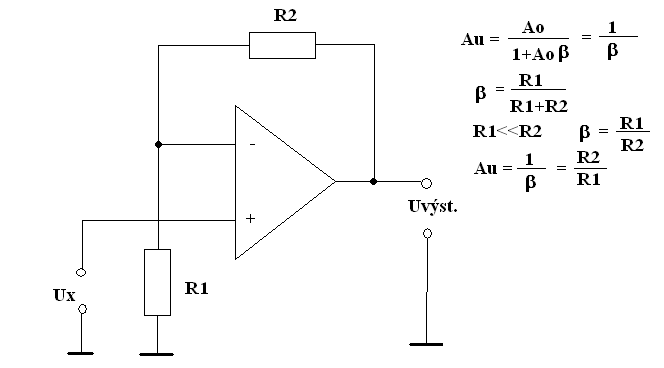 R2
Au = Ao / 1+Ao β = 1 / β
β = R1 / R1+R2
R1<<R2 β = R1 / R2
Au = 1 / β = R2 / R1
-
+
Uvýst.
Ux
R1